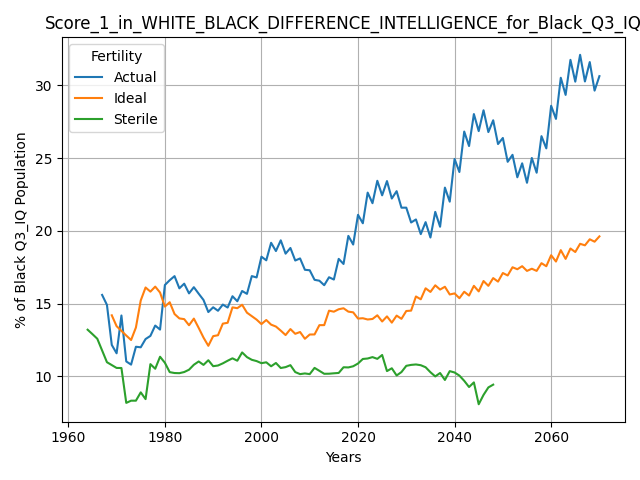 Score_1_in_WHITE_BLACK_DIFFERENCE_INTELLIGENCE_for_Black_Q3_IQ
Fertility
Actual
Ideal
Sterile
% of Black Q3_IQ Population
30
25
20
15
10
1960
1980
2000
2020
2040
2060
Years